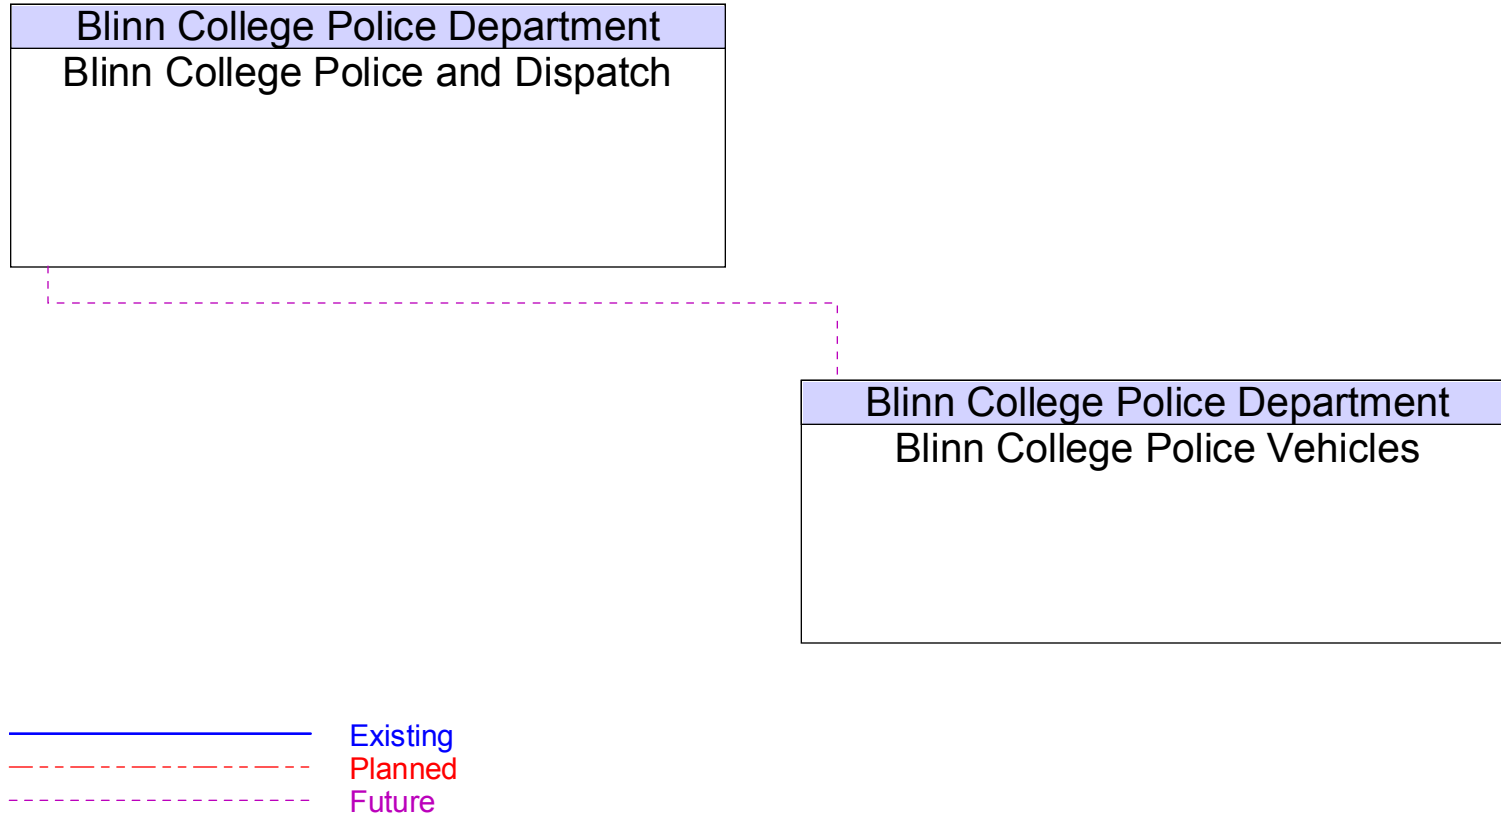 Blinn College Police Department
Blinn College Police and Dispatch
Blinn College Police Department
Blinn College Police Vehicles
Existing
Planned
Future